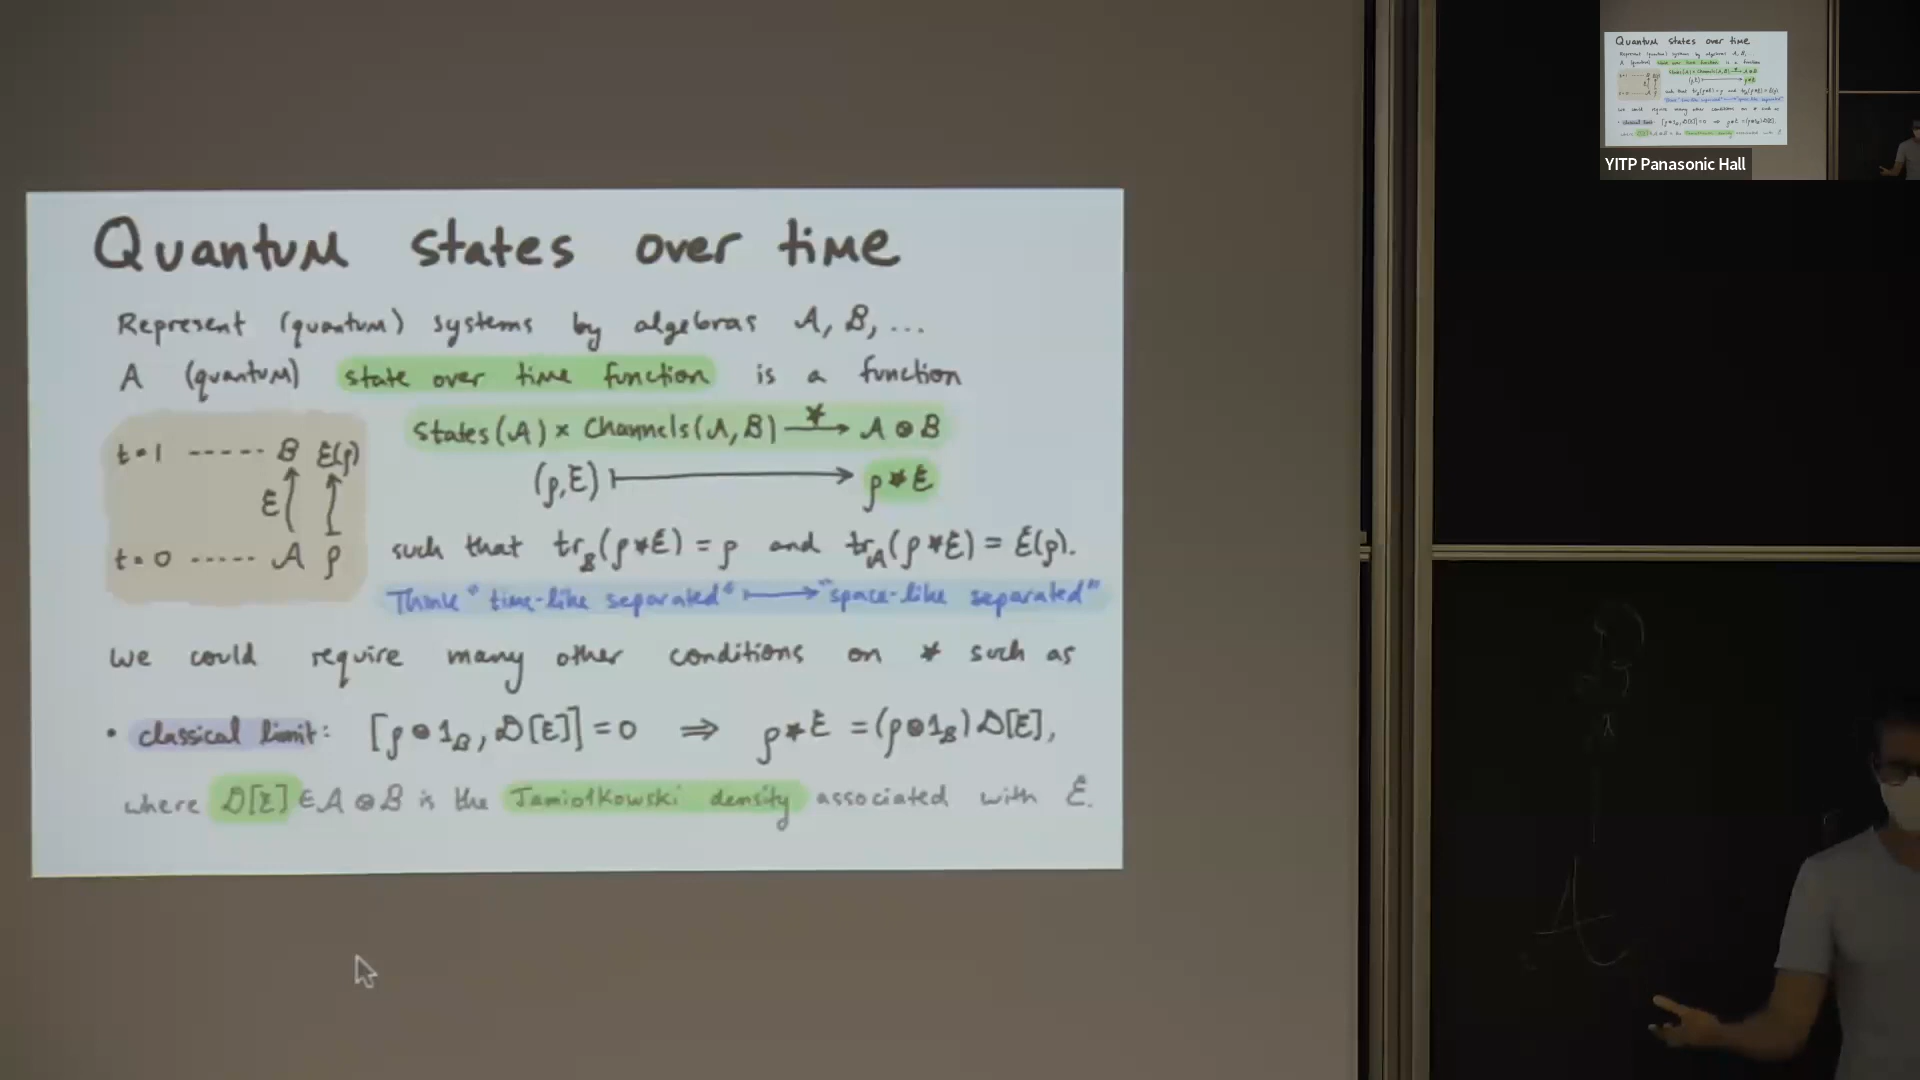 Quantum states over time
Represent (quantum) systems by algebras A, B, ...
A (quantum) state over time function is a function
States(A) × Channels(A, B) —★→ A ⊗ B
(ρ, E) ⟼ ρ ★ E
t=1 ----- B E(ρ)
E
t=0 ----- A ρ
such that tr_B(ρ★E) = ρ and tr_A(ρ★E) = E(ρ).
Think "time-like separated" ⟼ "space-like separated"
We could require many other conditions on ★ such as
• classical limit: [ρ⊗1_B, D[E]] = 0 ⇒ ρ★E = (ρ⊗1_B) D[E],
where D[E] ∈ A ⊗ B is the Jamiołkowski density associated with E.
YITP Panasonic Hall